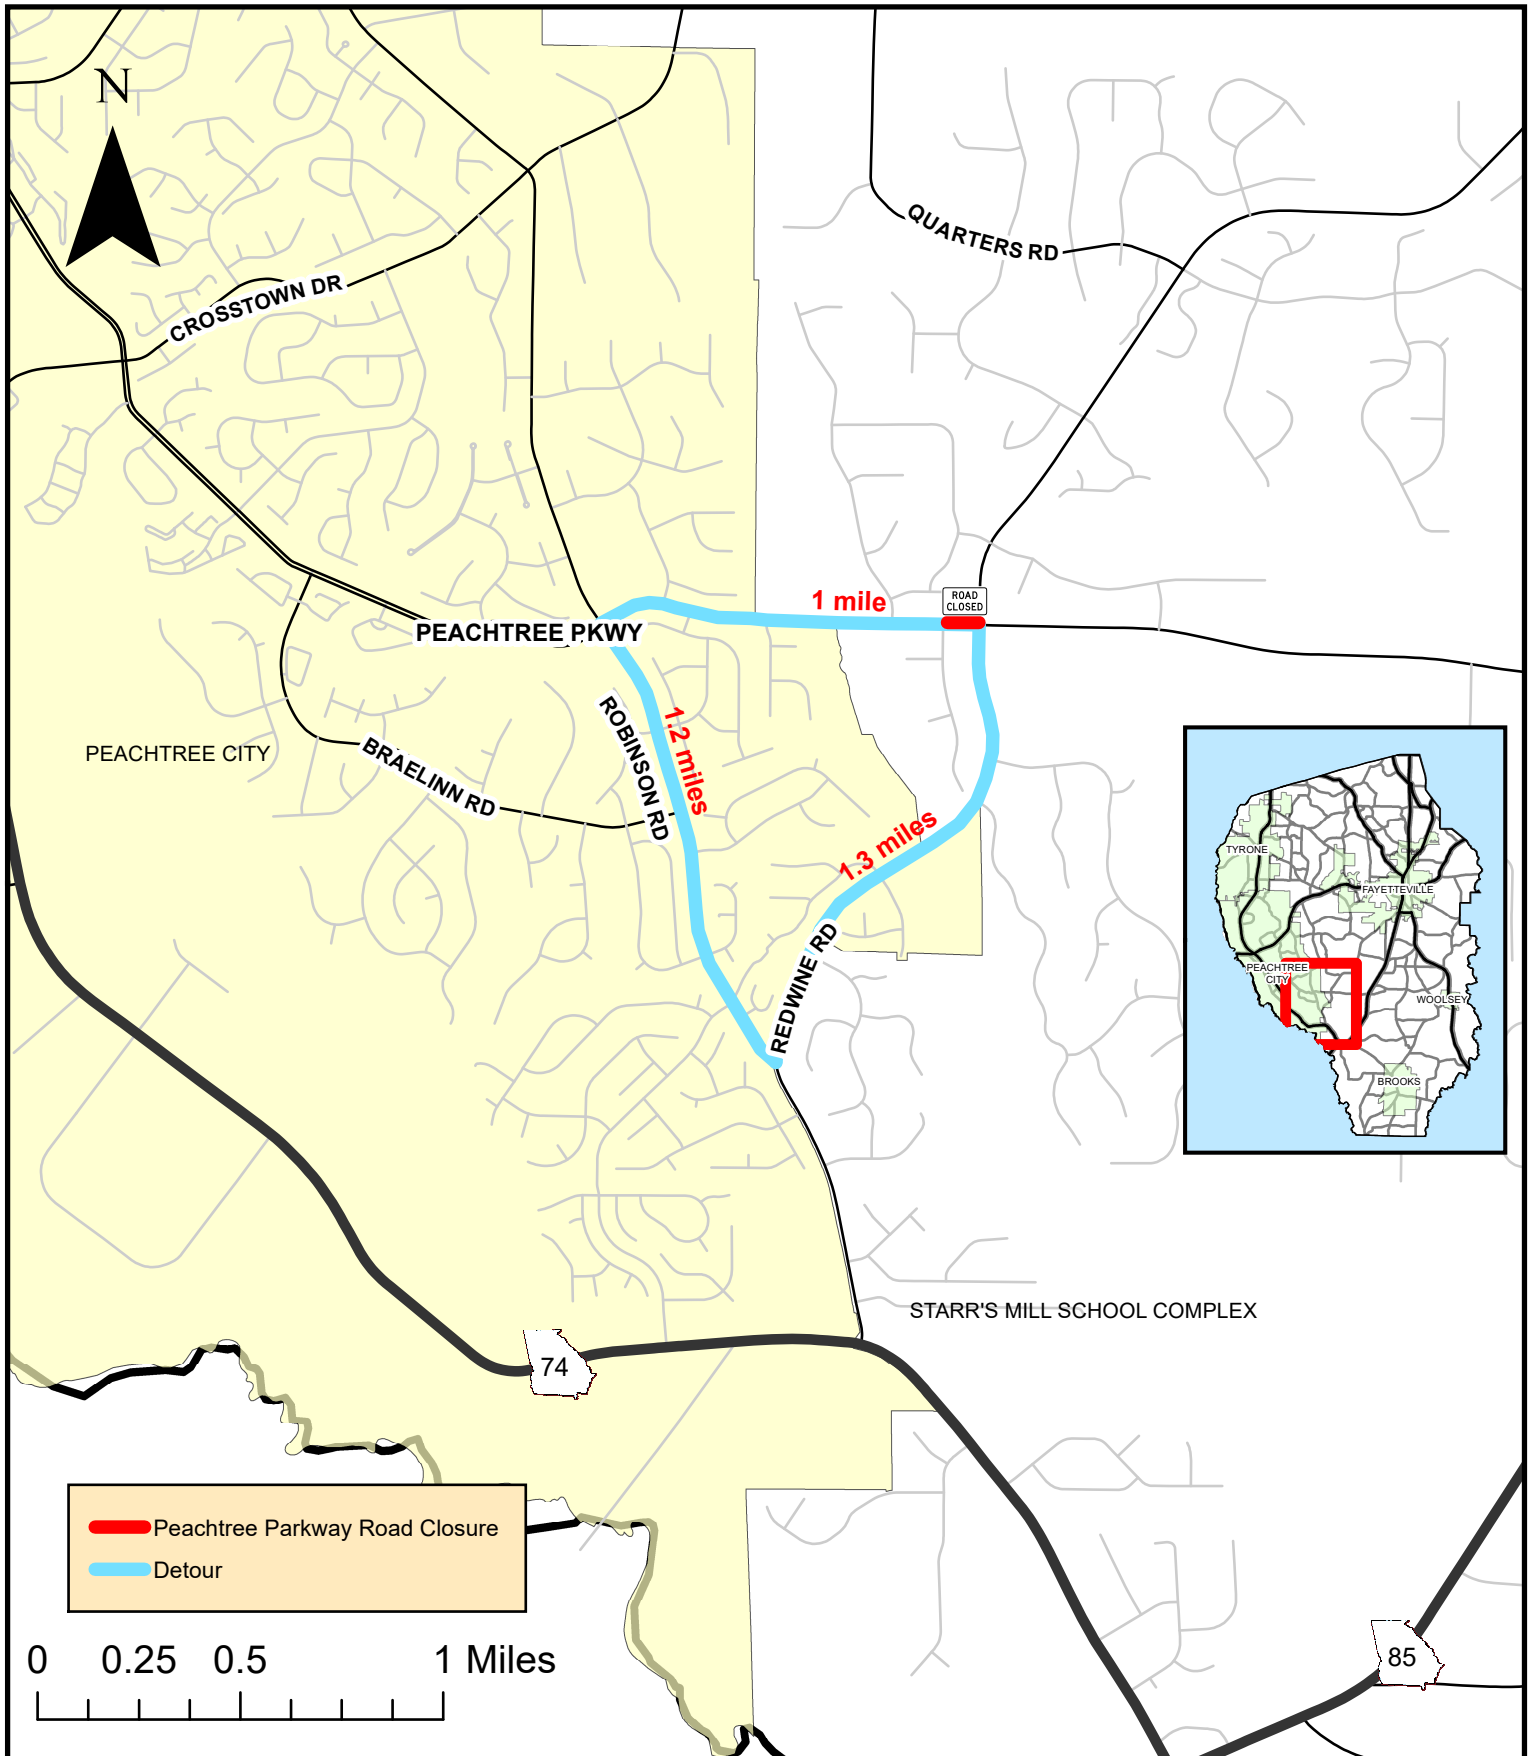 N
QUARTERS RD
CROSSTOWN DR
1 mile
ROAD
CLOSED
PEACHTREE PKWY
ROBINSON RD
1.2 miles
PEACHTREE CITY
BRAELINN RD
1.3 miles
REDWINE RD
TYRONE
FAYETTEVILLE
PEACHTREE
CITY
WOOLSEY
BROOKS
STARR'S MILL SCHOOL COMPLEX
74
Peachtree Parkway Road Closure
Detour
0 0.25 0.5 1 Miles
85